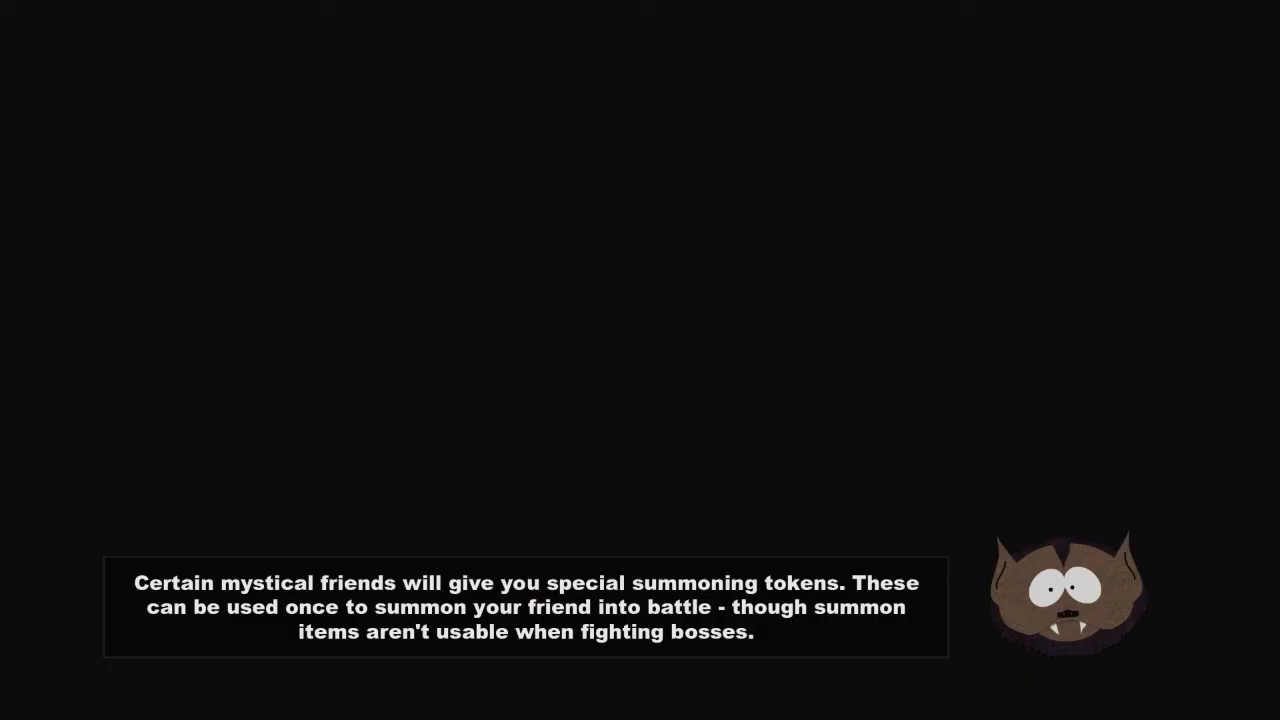 Certain mystical friends will give you special summoning tokens. These
can be used once to summon your friend into battle - though summon
items aren't usable when fighting bosses.